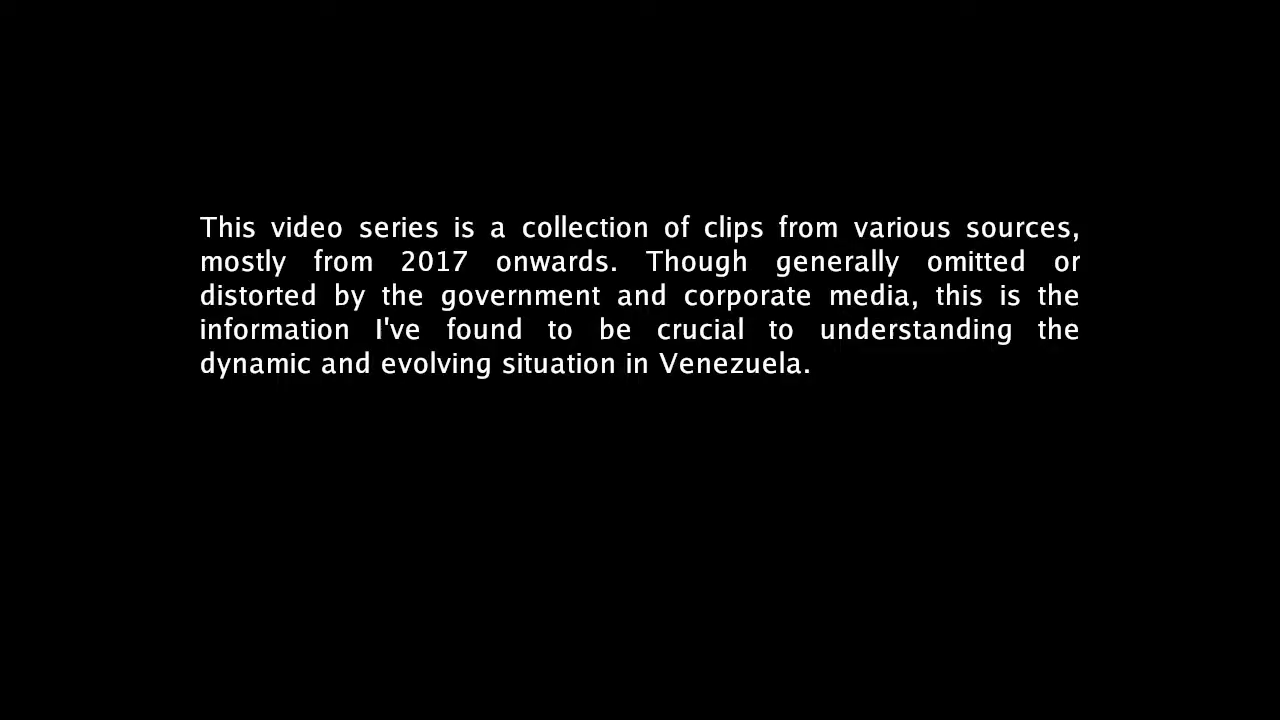 This video series is a collection of clips from various sources,
mostly from 2017 onwards. Though generally omitted or
distorted by the government and corporate media, this is the
information I've found to be crucial to understanding the
dynamic and evolving situation in Venezuela.